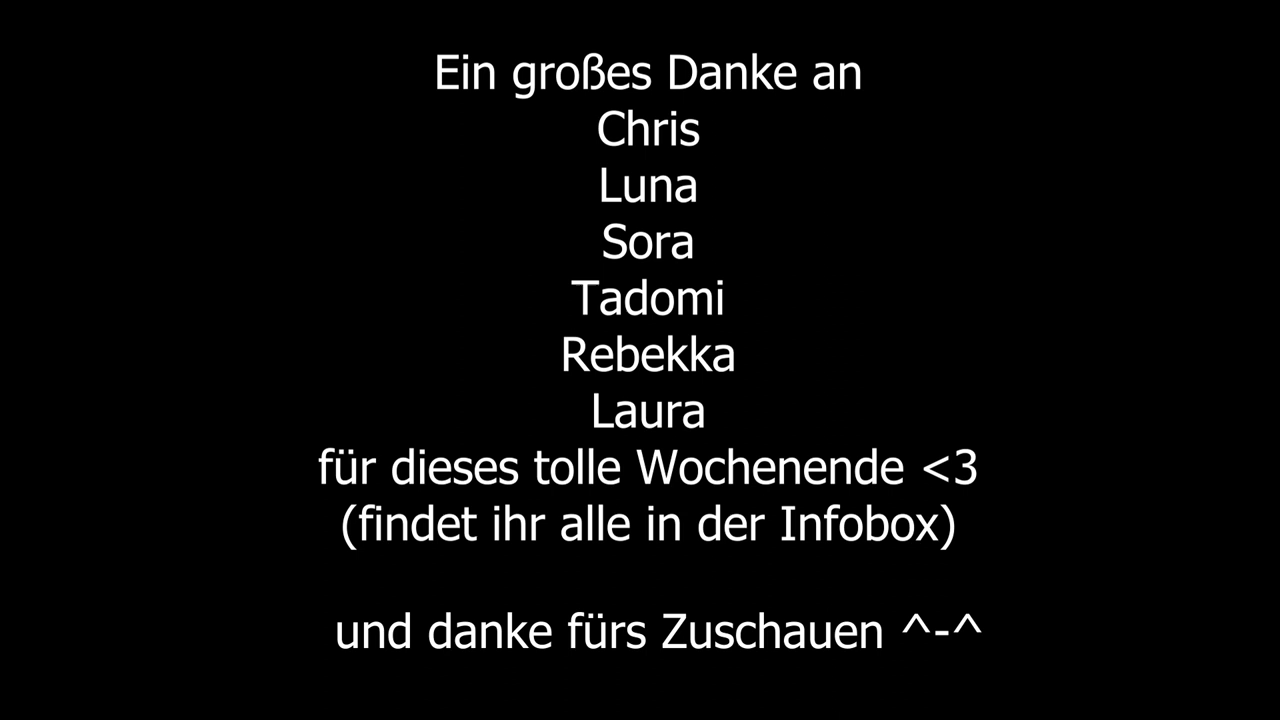 Ein großes Danke an
Chris
Luna
Sora
Tadomi
Rebekka
Laura
für dieses tolle Wochenende <3
(findet ihr alle in der Infobox)
und danke fürs Zuschauen ^-^